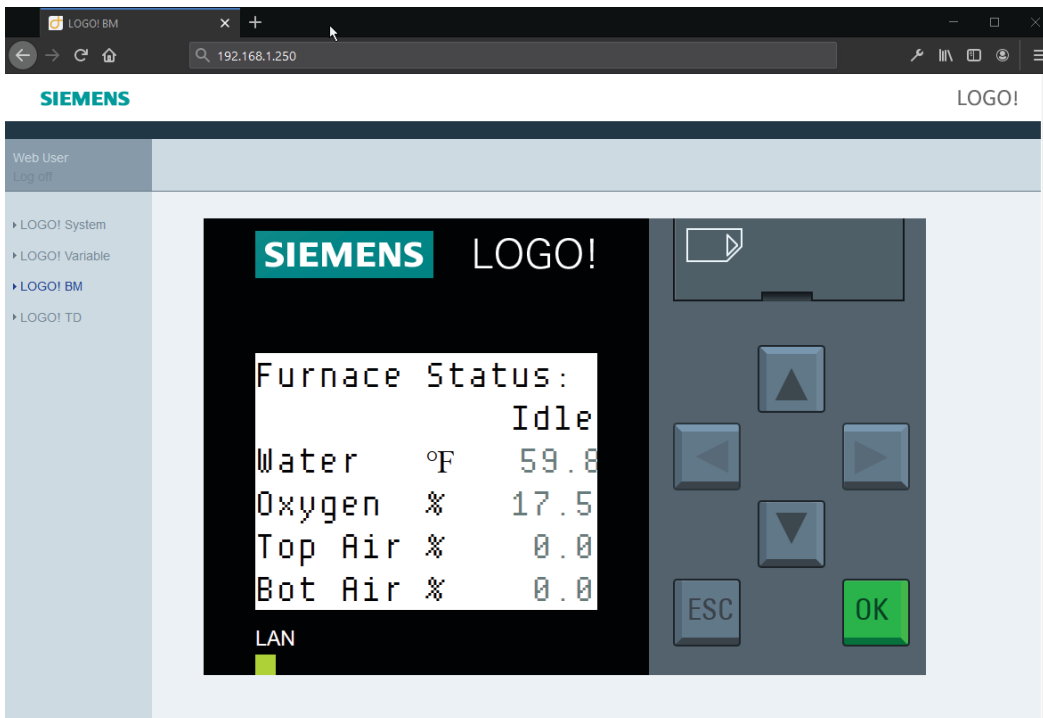 LOGO! BM
192.168.1.250
SIEMENS
LOGO!
Web User
Log off
LOGO! System
LOGO! Variable
LOGO! BM
LOGO! TD
SIEMENS LOGO!
Furnace Status:
Idle
Water °F 59.8
Oxygen % 17.5
Top Air % 0.0
Bot Air % 0.0
ESC
OK
LAN